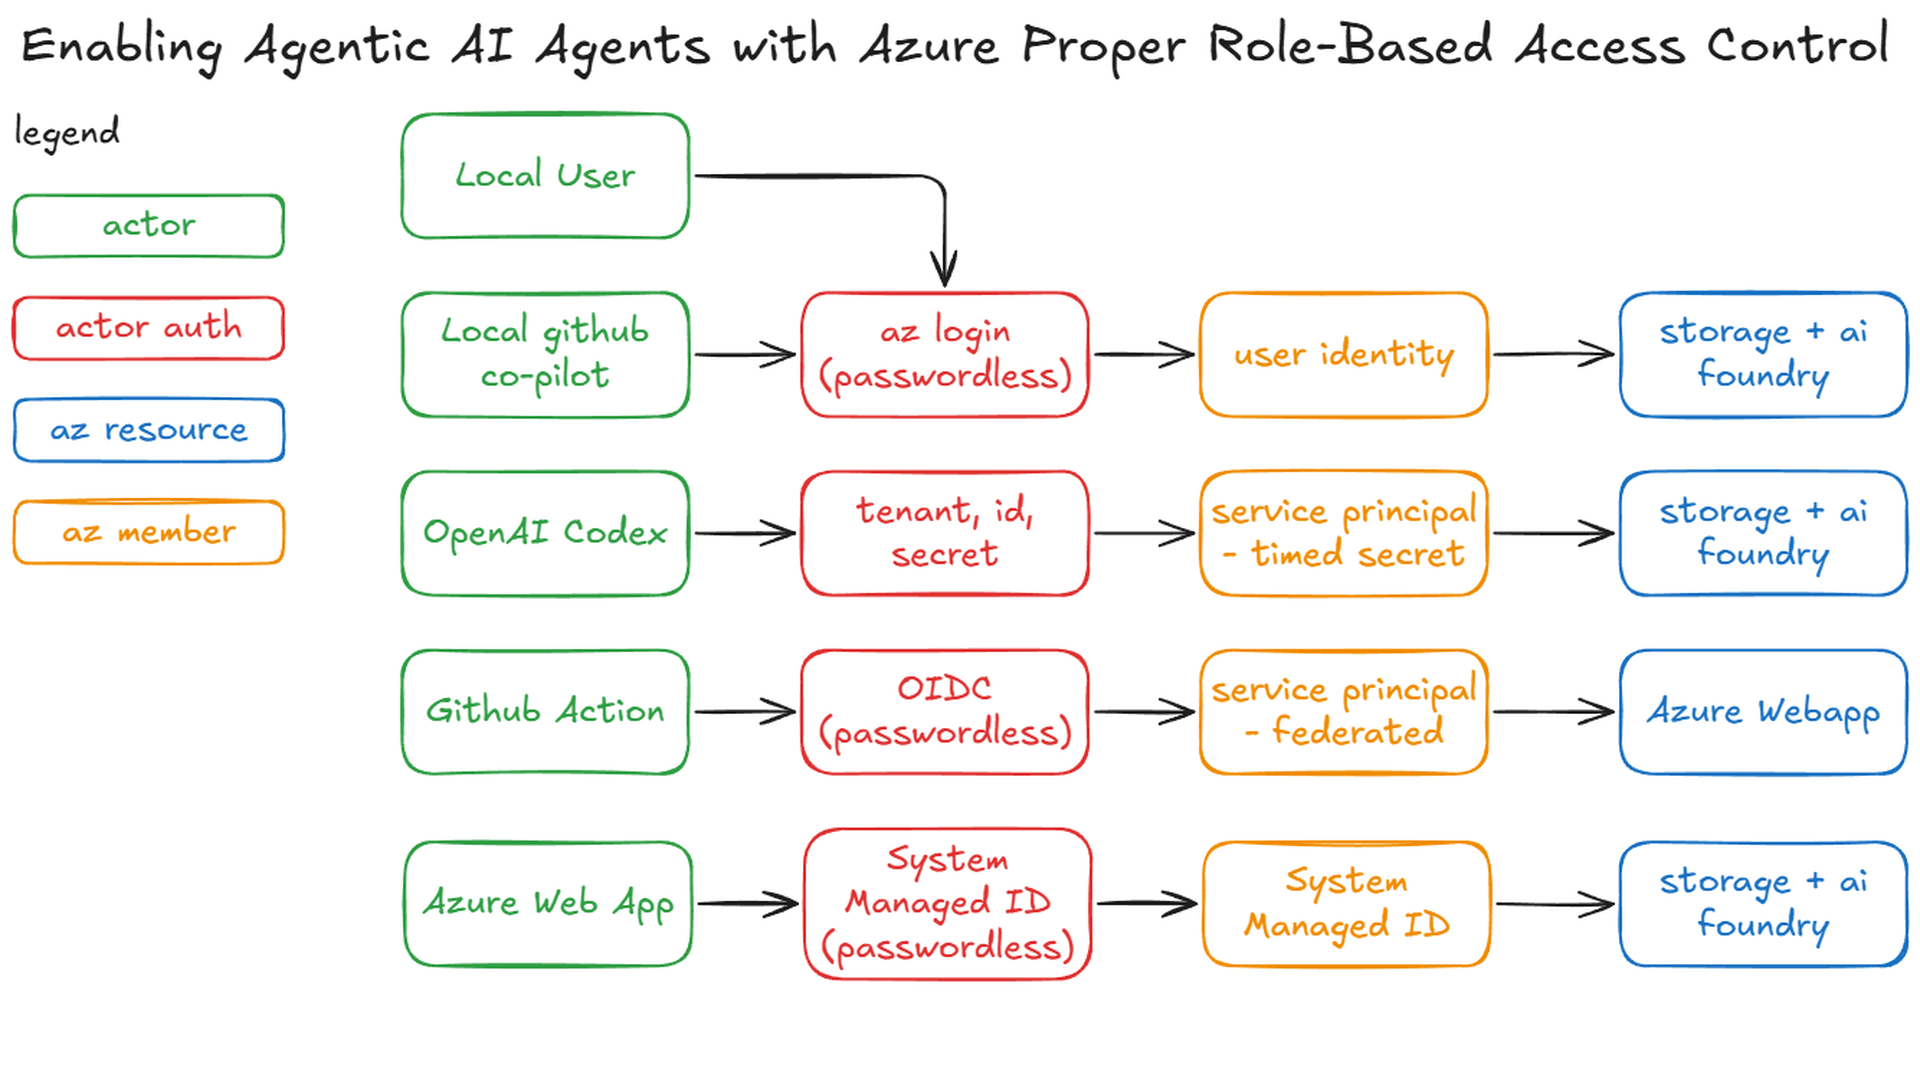 Enabling Agentic AI Agents with Azure Proper Role-Based Access Control
legend
actor
actor auth
az resource
az member
Local User
Local github
co-pilot
az login
(passwordless)
user identity
storage + ai
foundry
OpenAI Codex
tenant, id,
secret
service principal
- timed secret
storage + ai
foundry
Github Action
OIDC
(passwordless)
service principal
- federated
Azure Webapp
Azure Web App
System
Managed ID
(passwordless)
System
Managed ID
storage + ai
foundry